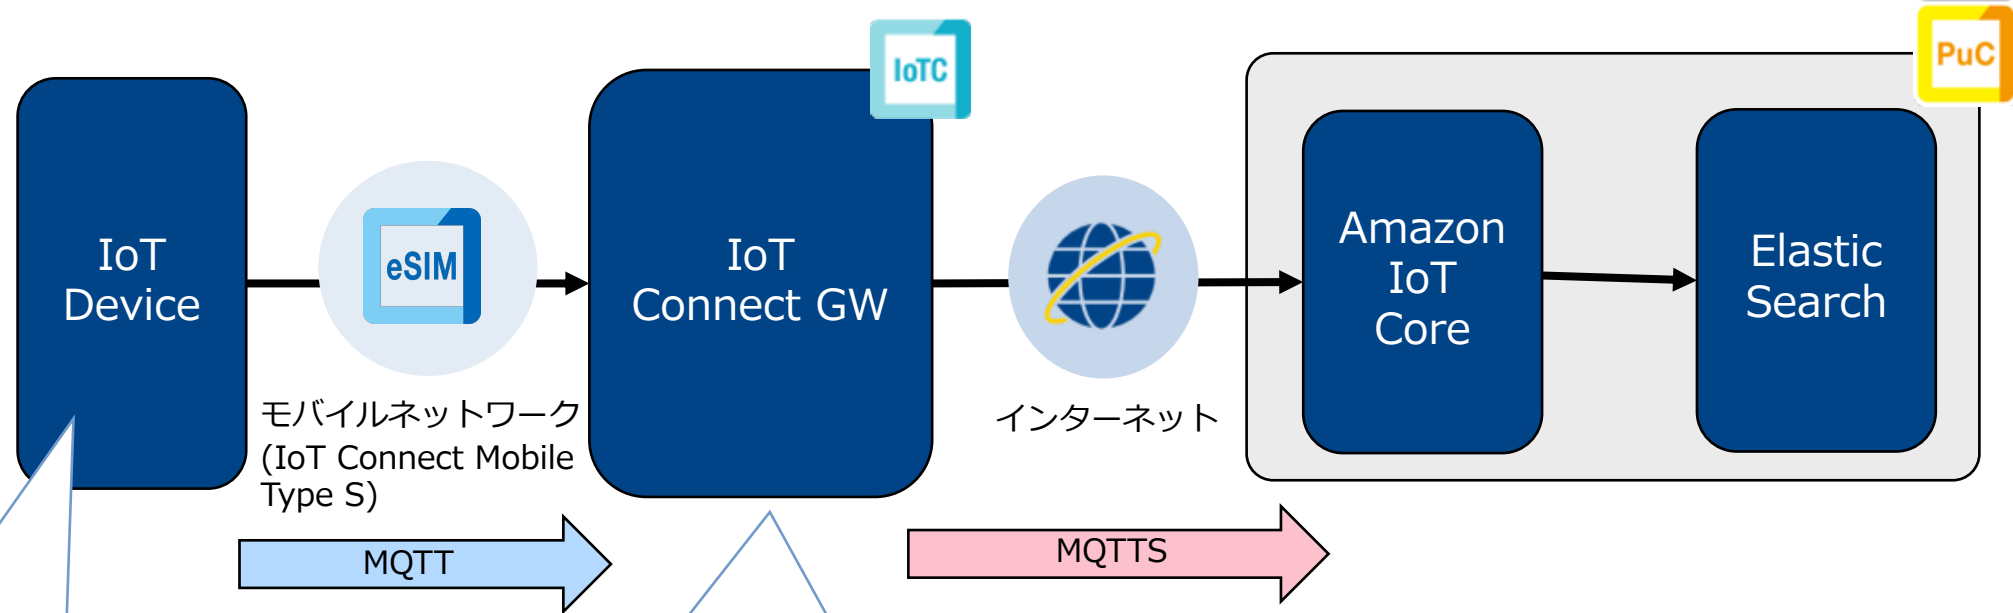 IoTC
PuC
IoT
Device
eSIM
IoT
Connect GW
Amazon
IoT
Core
Elastic
Search
モバイルネットワーク
(IoT Connect Mobile
Type S)
インターネット
MQTT
MQTTS